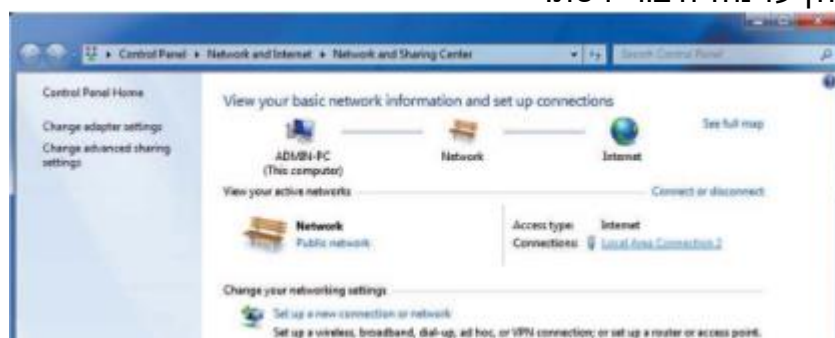 Control Panel ▸ Network and Internet ▸ Network and Sharing Center
Search Control Panel
Control Panel Home
Change adapter settings
Change advanced sharing
settings
View your basic network information and set up connections
See full map
ADMIN-PC
(This computer)
Network
Internet
View your active networks
Connect or disconnect
Network
Public network
Access type: Internet
Connections: Local Area Connection 2
Change your networking settings
Set up a new connection or network
Set up a wireless, broadband, dial-up, ad hoc, or VPN connection; or set up a router or access point.